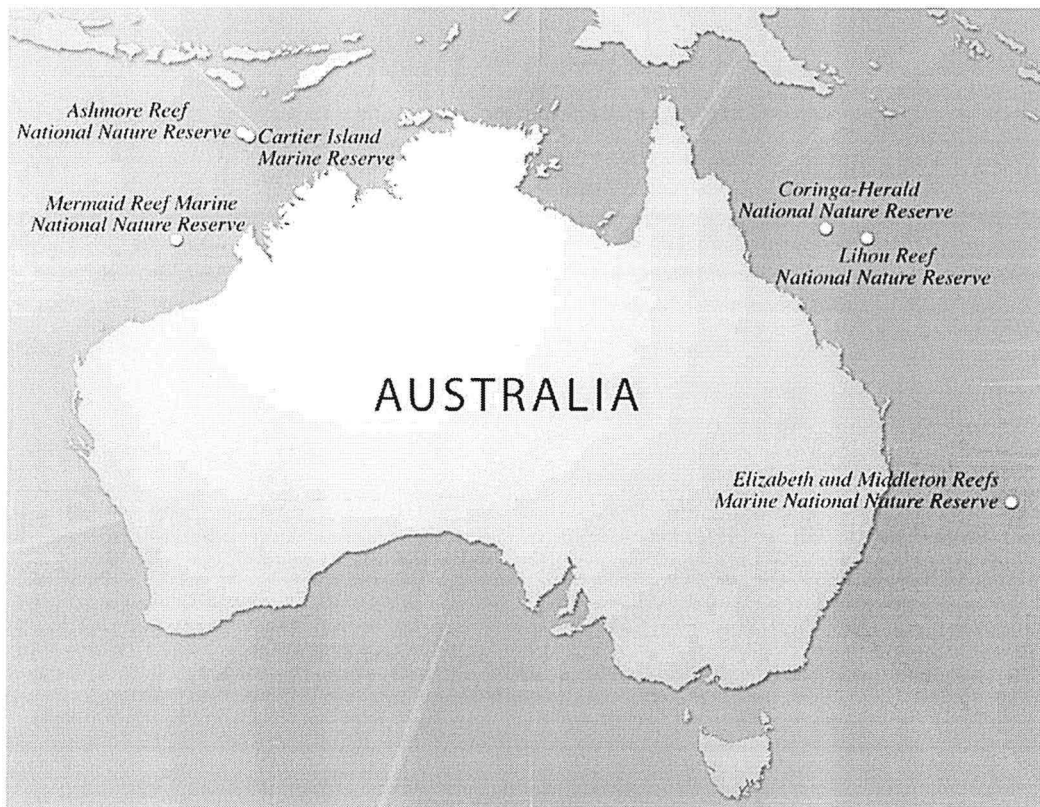 Ashmore Reef
National Nature Reserve
Cartier Island
Marine Reserve
Mermaid Reef Marine
National Nature Reserve
Coringa-Herald
National Nature Reserve
Lihou Reef
National Nature Reserve
AUSTRALIA
Elizabeth and Middleton Reefs
Marine National Nature Reserve